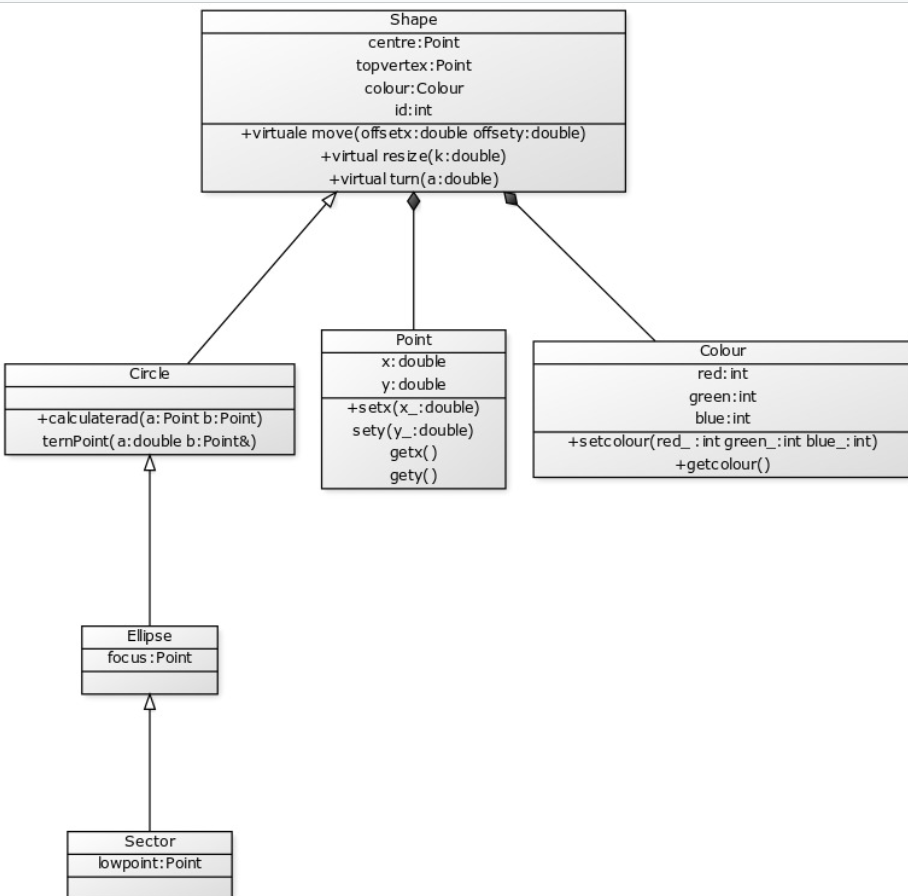 Shape
centre:Point
topvertex:Point
colour:Colour
id:int
+virtuale move(offsetx:double offsety:double)
+virtual resize(k:double)
+virtual turn(a:double)
Circle
+calculaterad(a:Point b:Point)
ternPoint(a:double b:Point&)
Point
x:double
y:double
+setx(x_:double)
sety(y_:double)
getx()
gety()
Colour
red:int
green:int
blue:int
+setcolour(red_:int green_:int blue_:int)
+getcolour()
Ellipse
focus:Point
Sector
lowpoint:Point